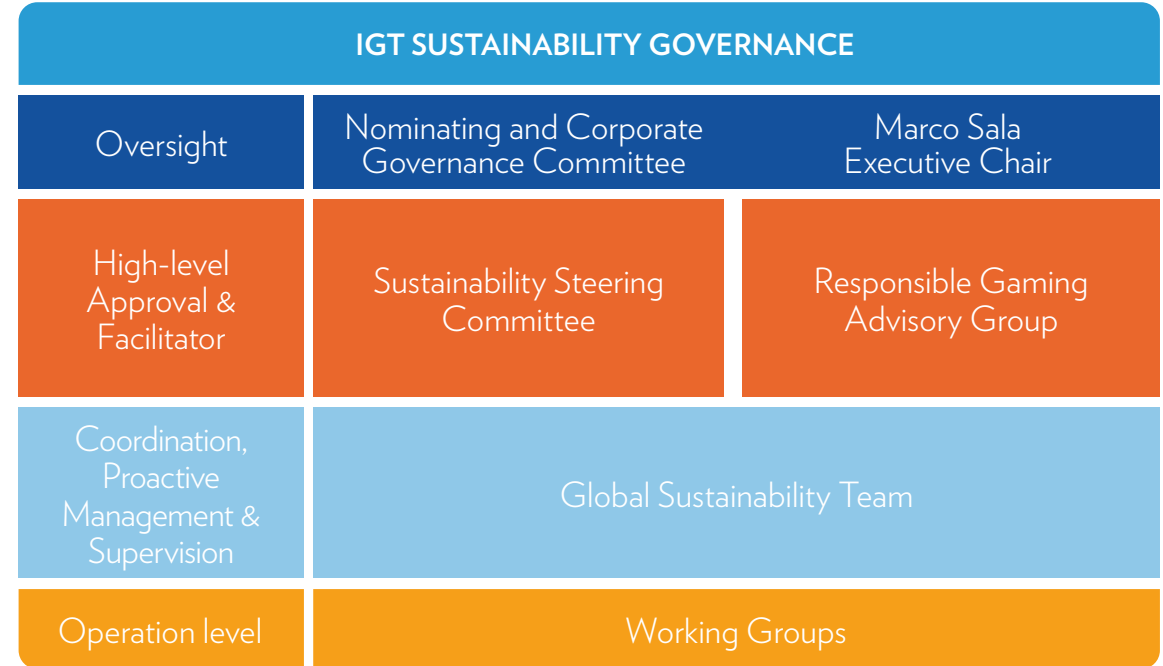 IGT SUSTAINABILITY GOVERNANCE
Oversight
Nominating and Corporate
Governance Committee
Marco Sala
Executive Chair
High-level
Approval &
Facilitator
Sustainability Steering
Committee
Responsible Gaming
Advisory Group
Coordination,
Proactive
Management &
Supervision
Global Sustainability Team
Operation level
Working Groups